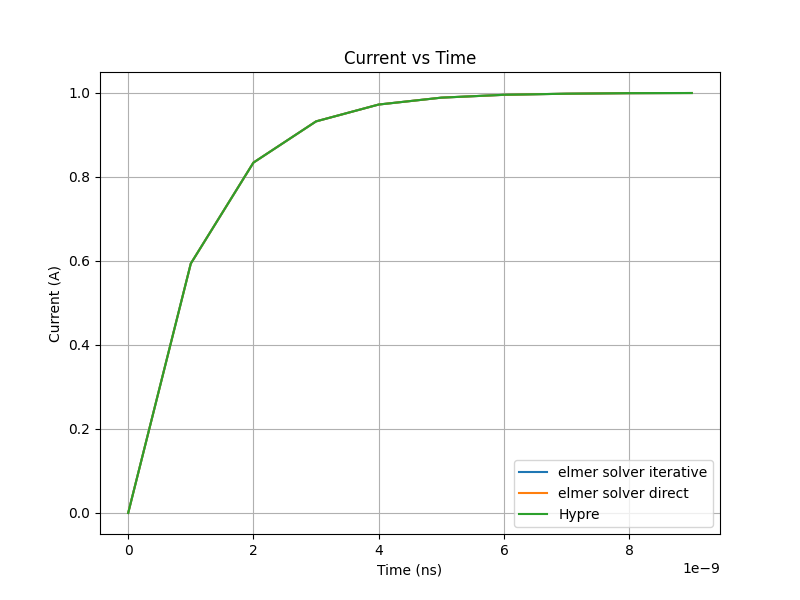 Current vs Time
Current (A)
1.0
0.8
0.6
0.4
0.2
0.0
elmer solver iterative
elmer solver direct
Hypre
0 2 4 6 8
Time (ns)
1e−9